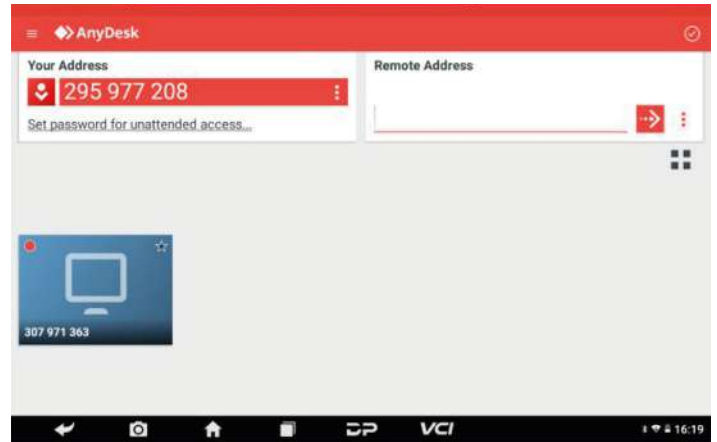 AnyDesk
Your Address
295 977 208
Set password for unattended access...
Remote Address
307 971 363
VCI
16:19